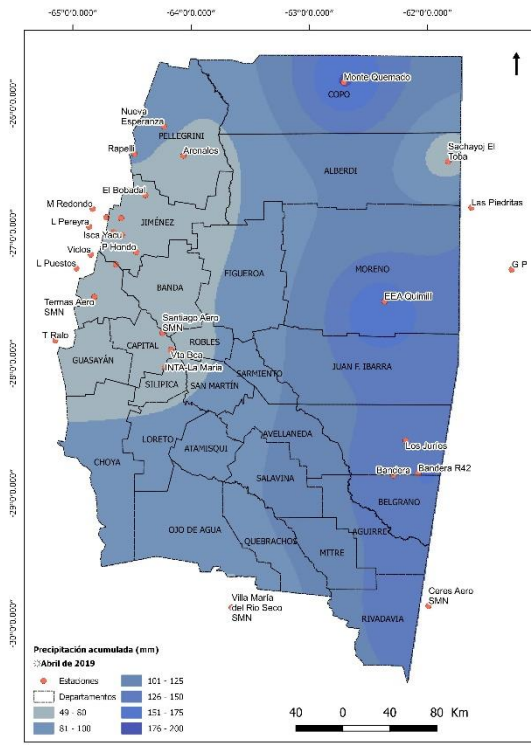 -65°0'0.000" -64°0'0.000" -63°0'0.000" -62°0'0.000"
-26°0'0.000"
-27°0'0.000"
-28°0'0.000"
-29°0'0.000"
-30°0'0.000"
Monte Quemado
COPO
Nueva
Esperanza
PELLEGRINI
Rapelli
Arenales
Sachayoj El
Toba
ALBERDI
El Bobadal
M Redondo
Las Piedritas
L Pereyra
JIMÉNEZ
Isca Yacu
P Hondo
Viclos
L Puestos
G P
MORENO
FIGUEROA
BANDA
EEA Quimilí
Termas Aero
SMN
Santiago Aero
SMN
T Ralo
CAPITAL
ROBLES
Vta Bca
GUASAYÁN
INTA-La María
JUAN F. IBARRA
SARMIENTO
SILIPICA
SAN MARTÍN
LORETO
AVELLANEDA
Los Juríes
CHOYA
ATAMISQUI
Bandera
Bandera R42
SALAVINA
BELGRANO
OJO DE AGUA
AGUIRRE
QUEBRACHOS
MITRE
Villa María
del Rio Seco
SMN
Ceres Aero
SMN
RIVADAVIA
Precipitación acumulada (mm)
Abril de 2019
Estaciones
Departamentos
49 - 80
81 - 100
101 - 125
126 - 150
151 - 175
176 - 200
40 0 40 80 Km